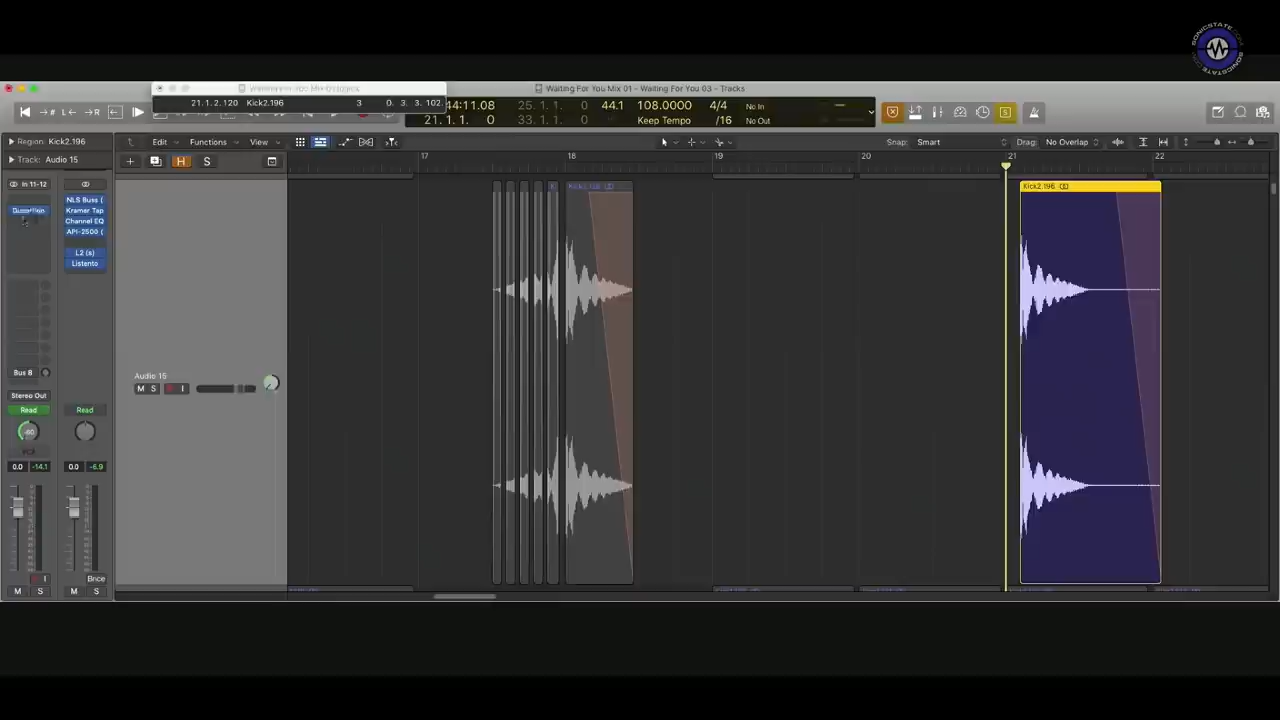 SONICSTATE.COM
SONICSTATE
Waiting For You Mix 01 - Waiting For You 03 - Tracks
21.1.2.120 Kick2.196 3 0. 3. 3. 102.
44:11.08 25. 1. 1. 0 44.1 108.0000 4/4 No In
21. 1. 1. 0 33. 1. 1. 0 Keep Tempo /16 No Out
Region: Kick2.196 Edit Functions View Snap: Smart Drag: No Overlap
Track: Audio 15 H S
17 18 19 20 21 22
In 11-12
Kick2.196
NLS Buss (
Kramer Tap
Channel EQ
API-2500 (
L2 (s)
Listento
Bus 8
Audio 15
M S I
Stereo Out
Read Read
-60
0.0 -14.1 0.0 -6.9
I Bnce
M S M S